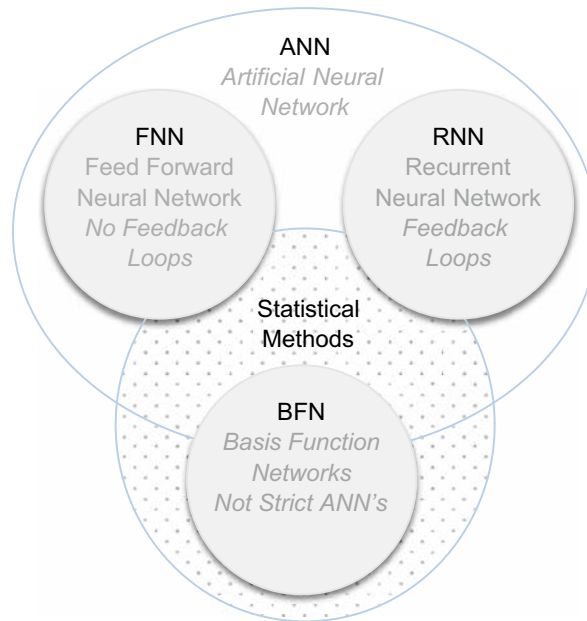 ANN
Artificial Neural
Network
FNN
Feed Forward
Neural Network
No Feedback
Loops
RNN
Recurrent
Neural Network
Feedback
Loops
Statistical
Methods
BFN
Basis Function
Networks
Not Strict ANN's